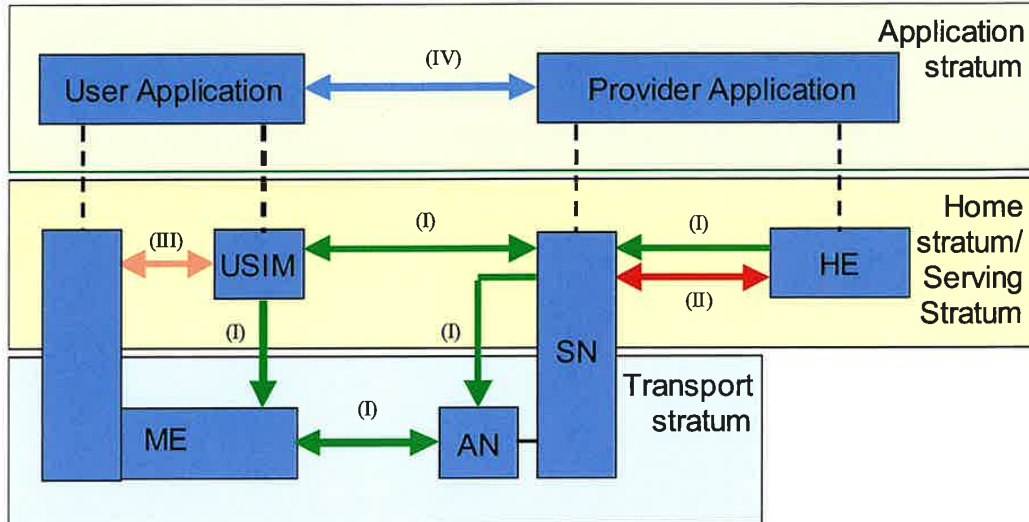 Application
stratum
(IV)
User Application
Provider Application
Home
stratum/
Serving
Stratum
(III)
USIM
(I)
(I)
HE
(II)
(I)
(I)
SN
Transport
stratum
ME
(I)
AN